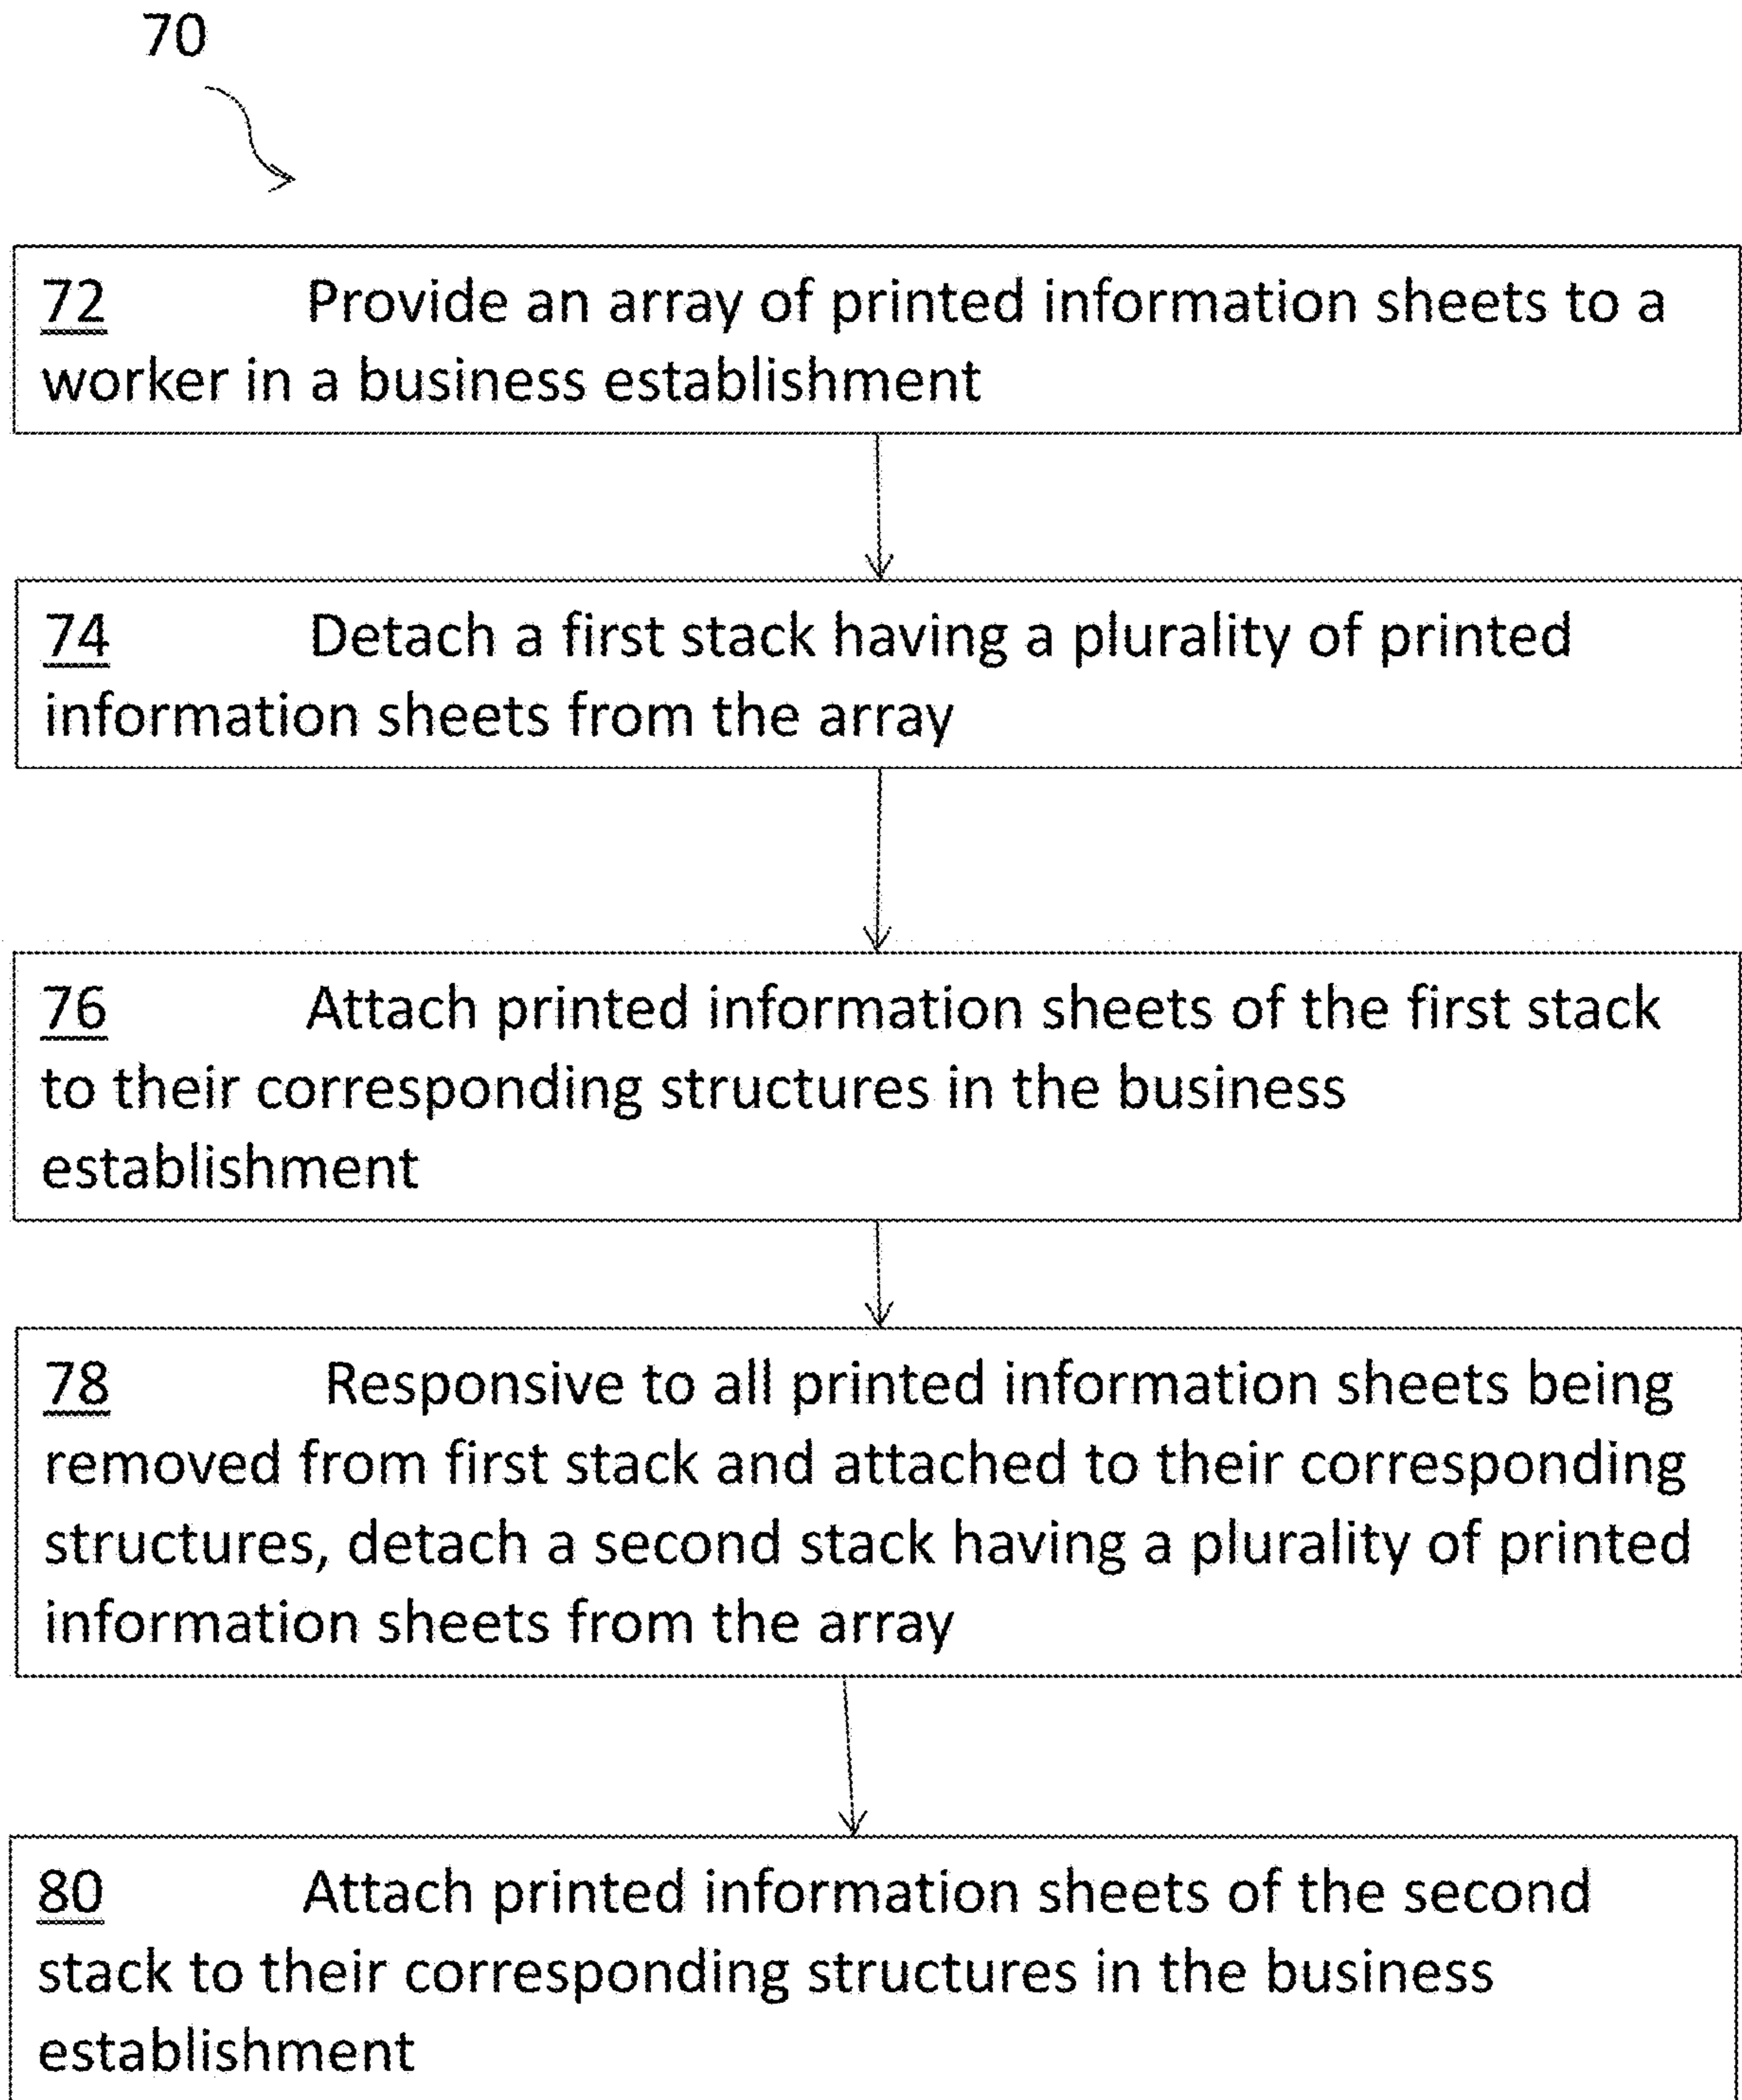 70
72 Provide an array of printed information sheets to a
worker in a business establishment
74 Detach a first stack having a plurality of printed
information sheets from the array
76 Attach printed information sheets of the first stack
to their corresponding structures in the business
establishment
78 Responsive to all printed information sheets being
removed from first stack and attached to their corresponding
structures, detach a second stack having a plurality of printed
information sheets from the array
80 Attach printed information sheets of the second
stack to their corresponding structures in the business
establishment